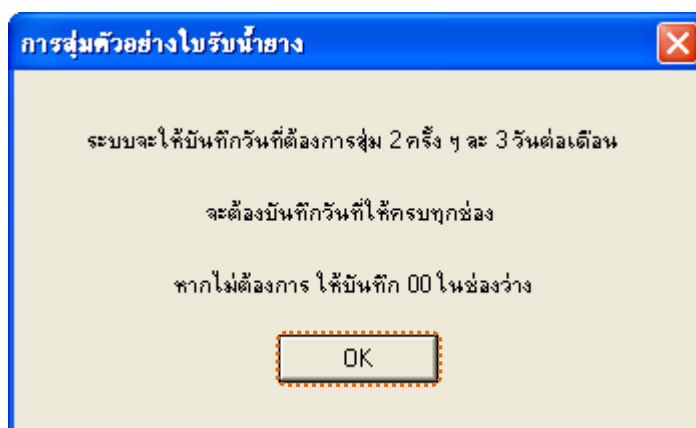 การสุ่มตัวอย่างใบรับน้ำยาง
ระบบจะให้บันทึกวันที่ต้องการสุ่ม 2 ครั้ง ๆ ละ 3 วันต่อเดือน
จะต้องบันทึกวันที่ให้ครบทุกช่อง
หากไม่ต้องการ ให้บันทึก 00 ในช่องว่าง
OK